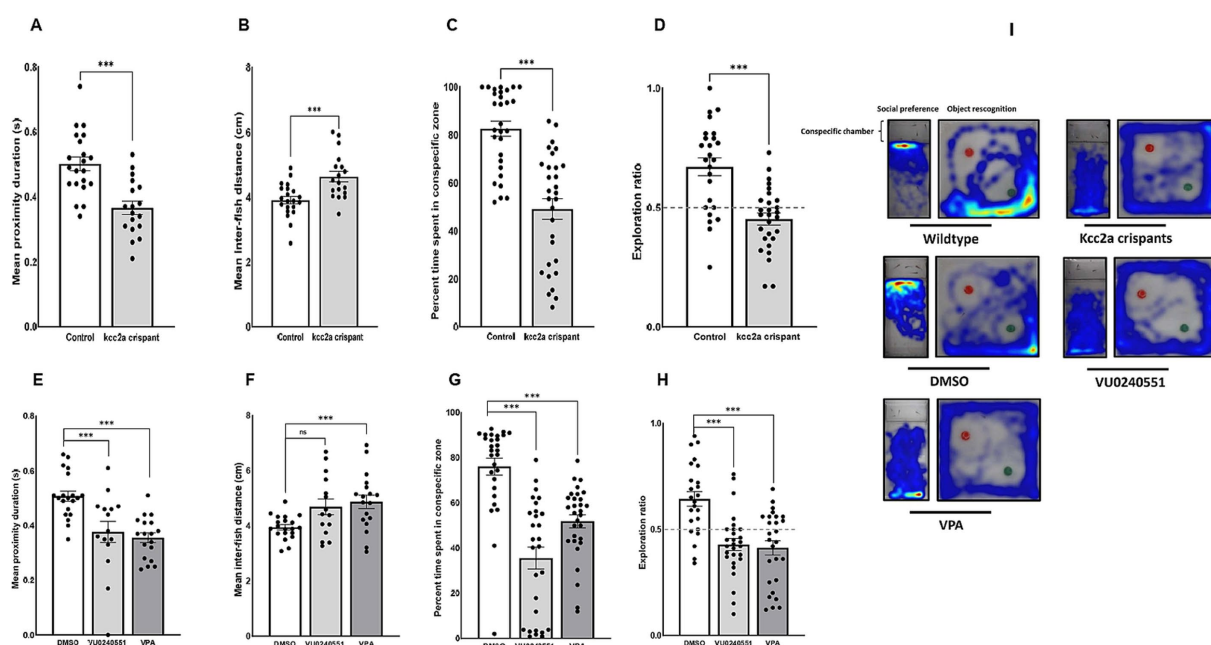 A
B
C
D
I
Mean proximity duration (s)
0.8
0.6
0.4
0.2
0.0
***
Control
kcc2a crispant
Mean inter-fish distance (cm)
8
6
4
2
0
***
Control
kcc2a crispant
Percent time spent in conspecific zone
100
80
60
40
20
0
***
Control
kcc2a crispant
Exploration ratio
1.0
0.5
0.0
***
Control
kcc2a crispant
Social preference
Object rescognition
Conspecific chamber
Wildtype
Kcc2a crispants
DMSO
VU0240551
VPA
E
F
G
H
Mean proximity duration (s)
0.8
0.6
0.4
0.2
0.0
***
***
DMSO
VU0240551
VPA
Mean inter-fish distance (cm)
8
6
4
2
0
***
ns
DMSO
VU0240551
VPA
Percent time spent in conspecific zone
100
80
60
40
20
0
***
***
DMSO
VU0240551
VPA
Exploration ratio
1.0
0.5
0.0
***
***
DMSO
VU0240551
VPA